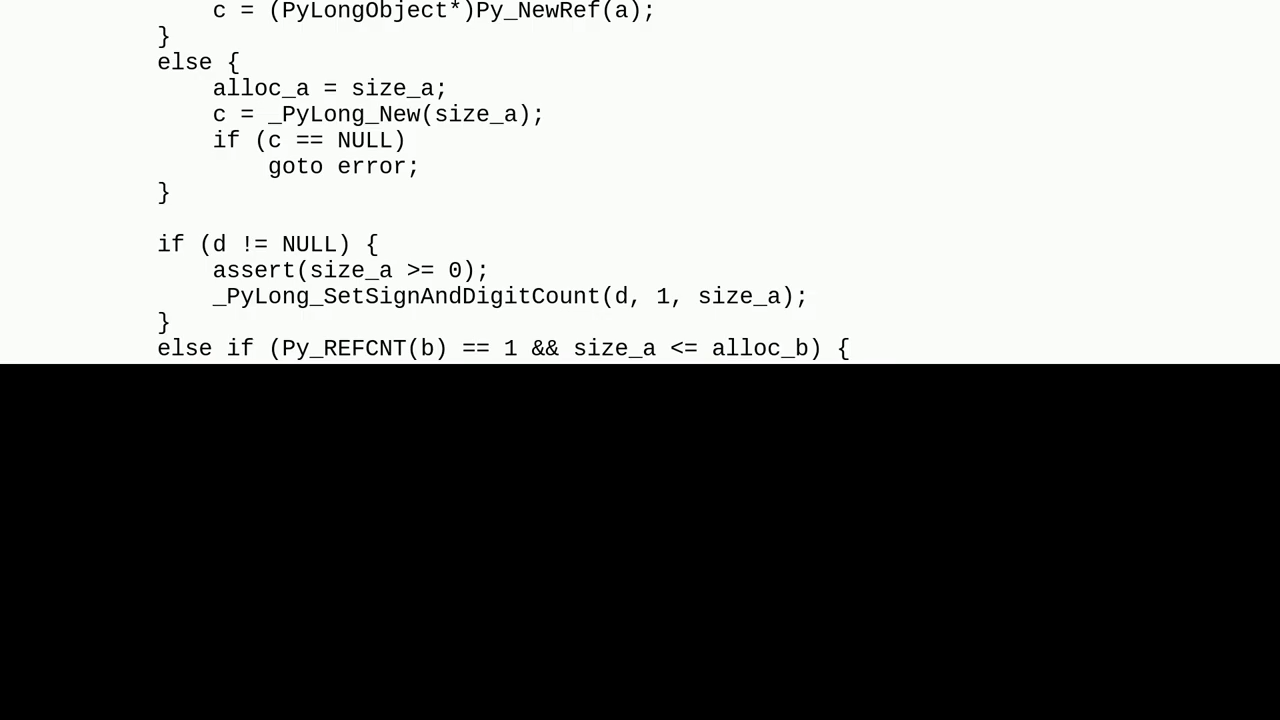 c = (PyLongObject*)Py_NewRef(a);
}
else {
    alloc_a = size_a;
    c = _PyLong_New(size_a);
    if (c == NULL)
        goto error;
}

if (d != NULL) {
    assert(size_a >= 0);
    _PyLong_SetSignAndDigitCount(d, 1, size_a);
}
else if (Py_REFCNT(b) == 1 && size_a <= alloc_b) {